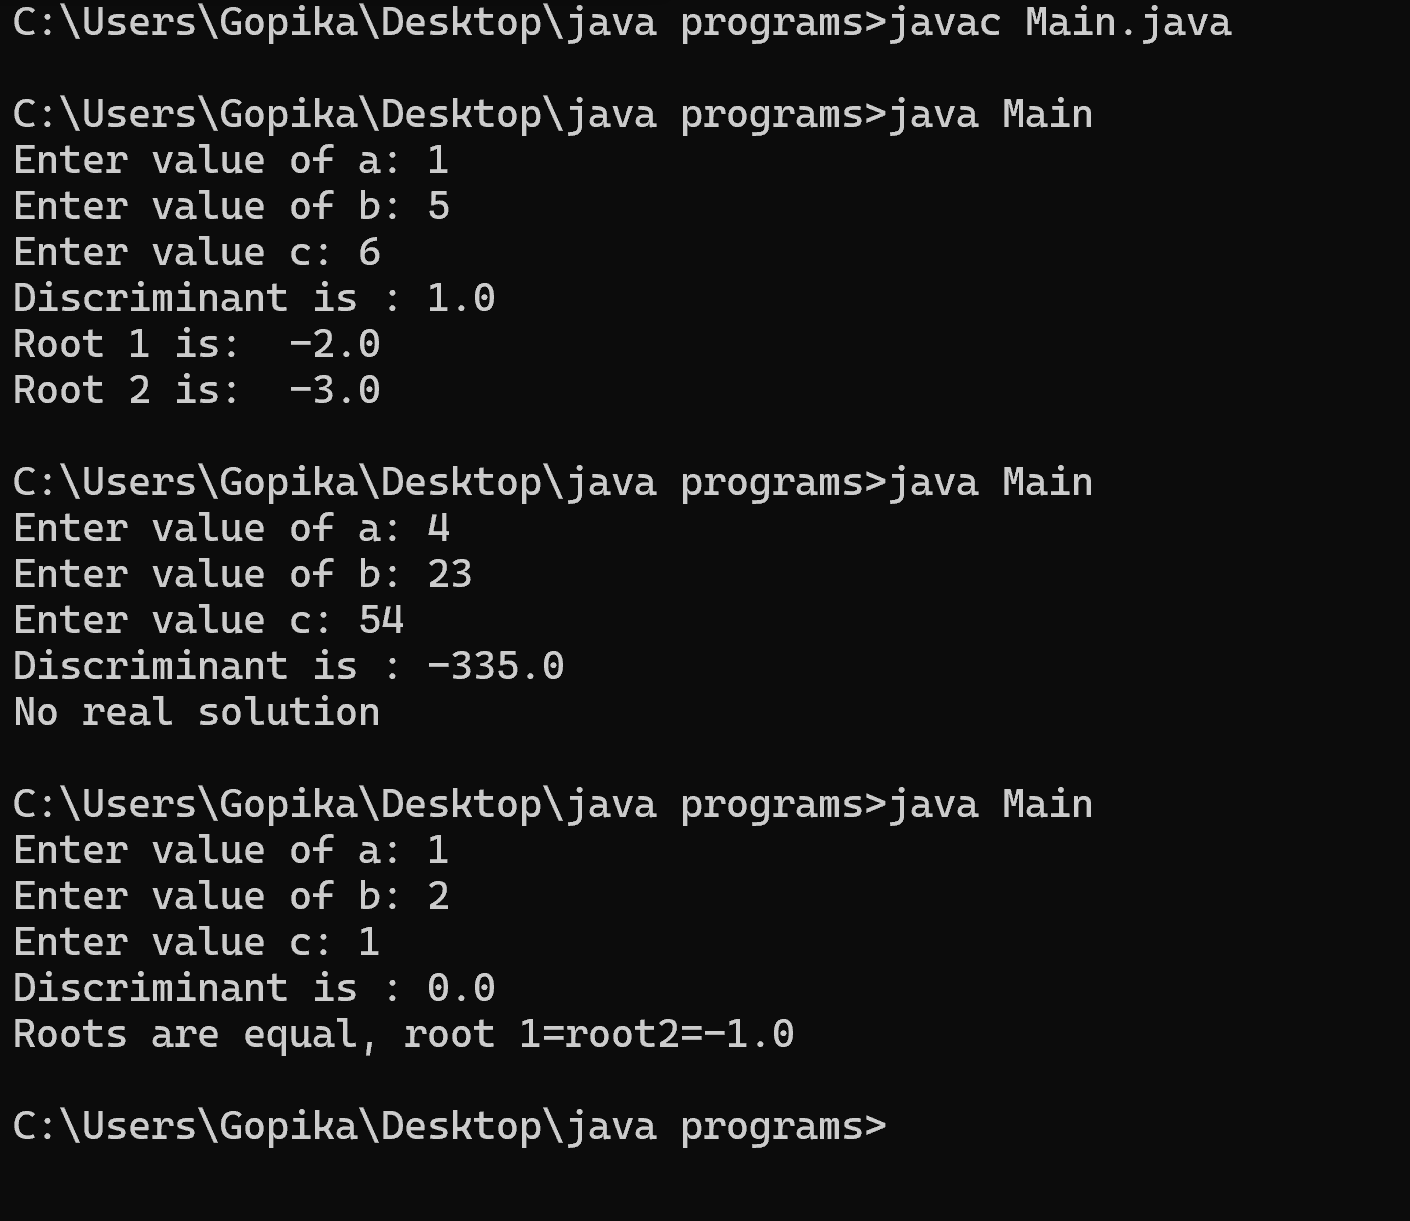 C:\Users\Gopika\Desktop\java programs>javac Main.java
C:\Users\Gopika\Desktop\java programs>java Main
Enter value of a: 1
Enter value of b: 5
Enter value c: 6
Discriminant is : 1.0
Root 1 is:  -2.0
Root 2 is:  -3.0
C:\Users\Gopika\Desktop\java programs>java Main
Enter value of a: 4
Enter value of b: 23
Enter value c: 54
Discriminant is : -335.0
No real solution
C:\Users\Gopika\Desktop\java programs>java Main
Enter value of a: 1
Enter value of b: 2
Enter value c: 1
Discriminant is : 0.0
Roots are equal, root 1=root2=-1.0
C:\Users\Gopika\Desktop\java programs>